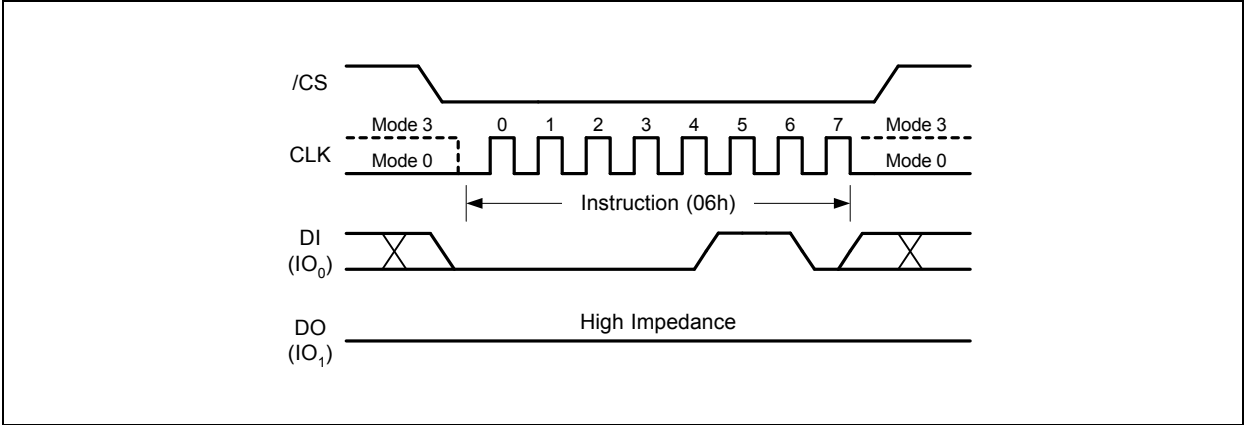 /CS
Mode 3 0 1 2 3 4 5 6 7 Mode 3
CLK
Mode 0 Mode 0
Instruction (06h)
DI
(IO₀)
High Impedance
DO
(IO₁)